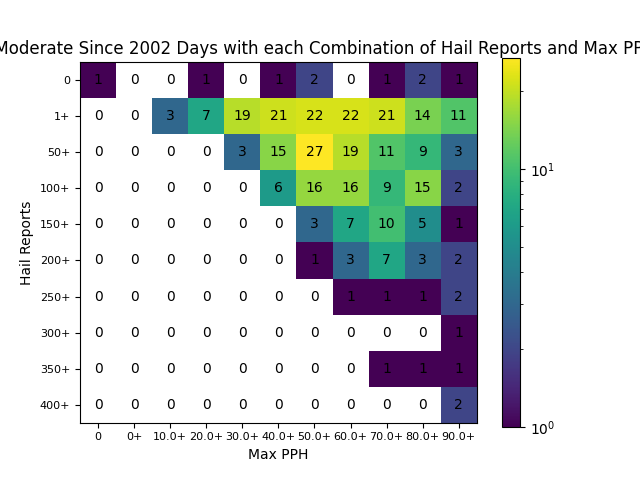 Moderate Since 2002 Days with each Combination of Hail Reports and Max PP
0 1 0 0 1 0 1 2 0 1 2 1
1+ 0 0 3 7 19 21 22 22 21 14 11
50+ 0 0 0 0 3 15 27 19 11 9 3
100+ 0 0 0 0 0 6 16 16 9 15 2
150+ 0 0 0 0 0 0 3 7 10 5 1
200+ 0 0 0 0 0 0 1 3 7 3 2
250+ 0 0 0 0 0 0 0 1 1 1 2
300+ 0 0 0 0 0 0 0 0 0 0 1
350+ 0 0 0 0 0 0 0 0 1 1 1
400+ 0 0 0 0 0 0 0 0 0 0 2
0 0+ 10.0+ 20.0+ 30.0+ 40.0+ 50.0+ 60.0+ 70.0+ 80.0+ 90.0+
Max PPH
Hail Reports
10¹
10⁰